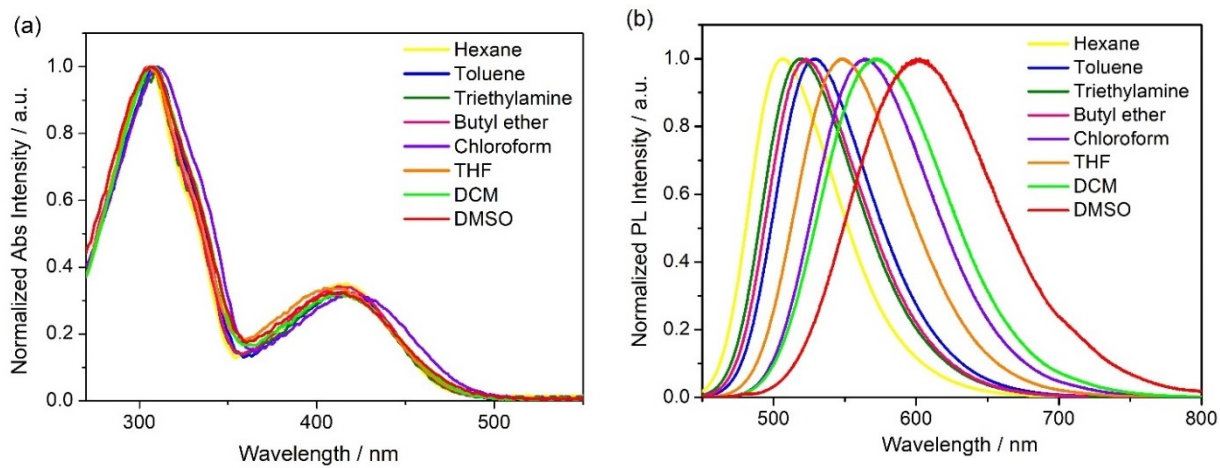 (a)
Normalized Abs Intensity / a.u.
1.0
0.8
0.6
0.4
0.2
0.0
300
400
500
Wavelength / nm
Hexane
Toluene
Triethylamine
Butyl ether
Chloroform
THF
DCM
DMSO
(b)
Normalized PL Intensity / a.u.
1.0
0.8
0.6
0.4
0.2
0.0
500
600
700
800
Wavelength / nm
Hexane
Toluene
Triethylamine
Butyl ether
Chloroform
THF
DCM
DMSO